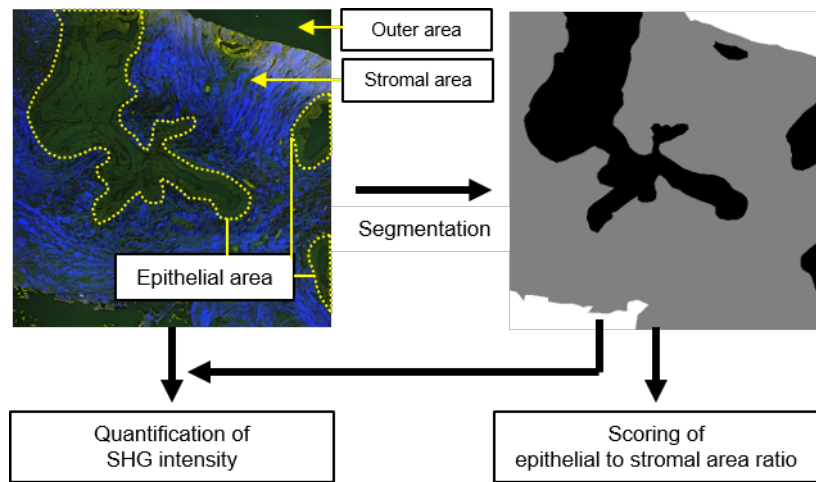 Outer area
Stromal area
Segmentation
Epithelial area
Quantification of
SHG intensity
Scoring of
epithelial to stromal area ratio